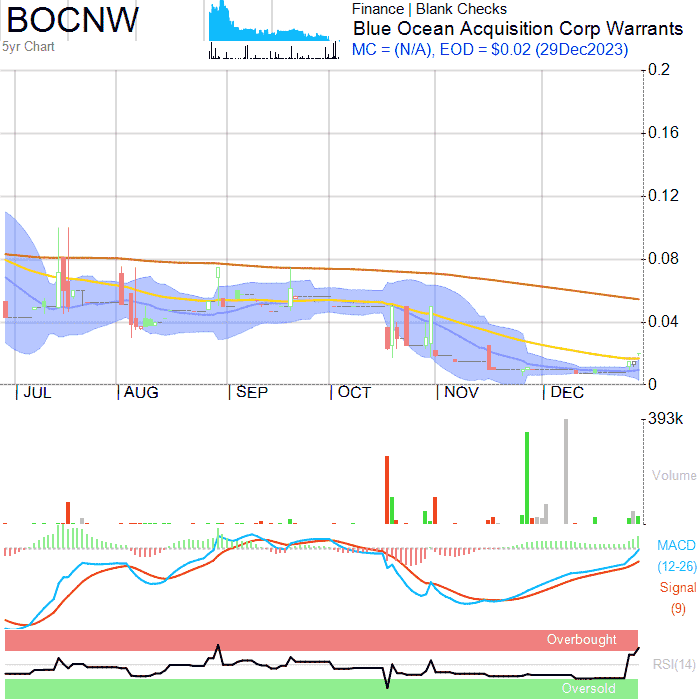 BOCNW
5yr Chart
Finance | Blank Checks
Blue Ocean Acquisition Corp Warrants
MC = (N/A), EOD = $0.02 (29Dec2023)
0.2
0.16
0.12
0.08
0.04
0
JUL AUG SEP OCT NOV DEC
393k
Volume
MACD
(12-26)
Signal
(9)
Overbought
RSI(14)
Oversold